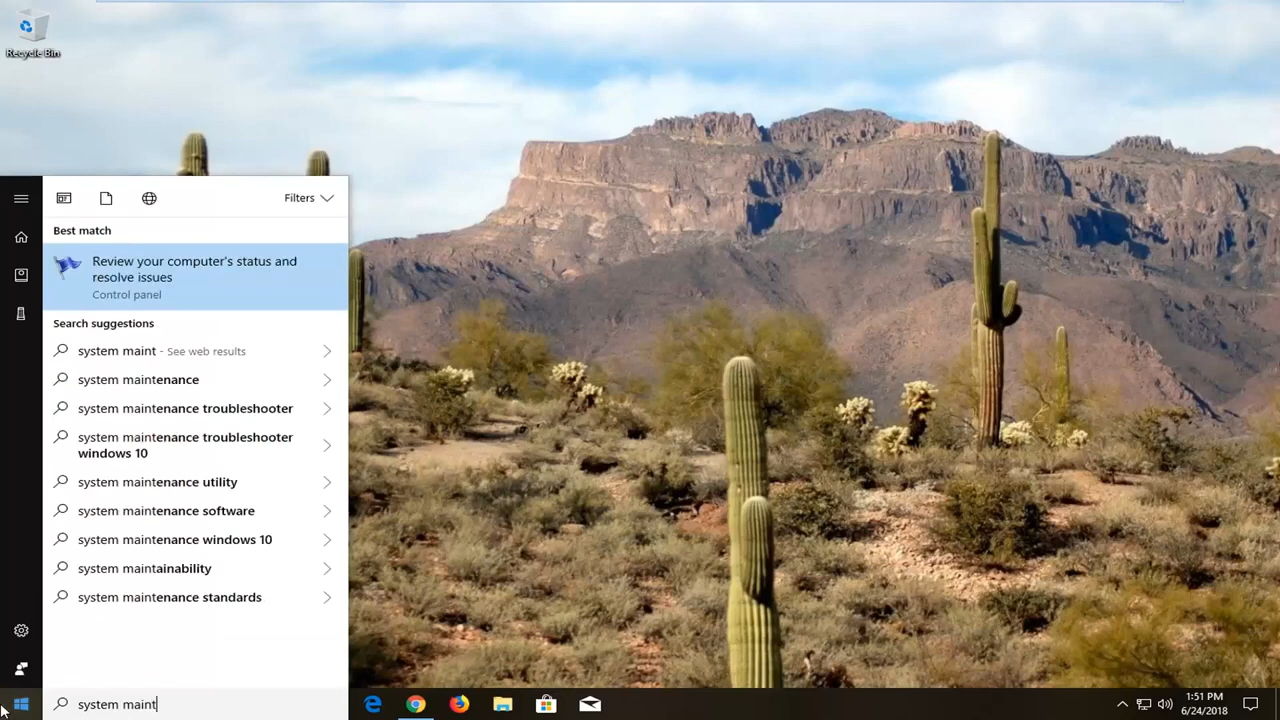 Recycle Bin
Filters
Best match
Review your computer's status and
resolve issues
Control panel
Search suggestions
system maint - See web results
system maintenance
system maintenance troubleshooter
system maintenance troubleshooter
windows 10
system maintenance utility
system maintenance software
system maintenance windows 10
system maintainability
system maintenance standards
system maint
1:51 PM
6/24/2018